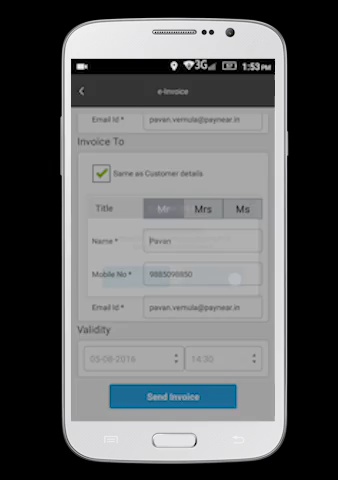 3G 57 1:53 PM
e-Invoice
Email Id * pavan.vemula@paynear.in
Invoice To
Same as Customer details
Title Mr Mrs Ms
Name * Pavan
Mobile No * 9885098850
Email Id * pavan.vemula@paynear.in
Validity
05-08-2016 14:30
Send Invoice